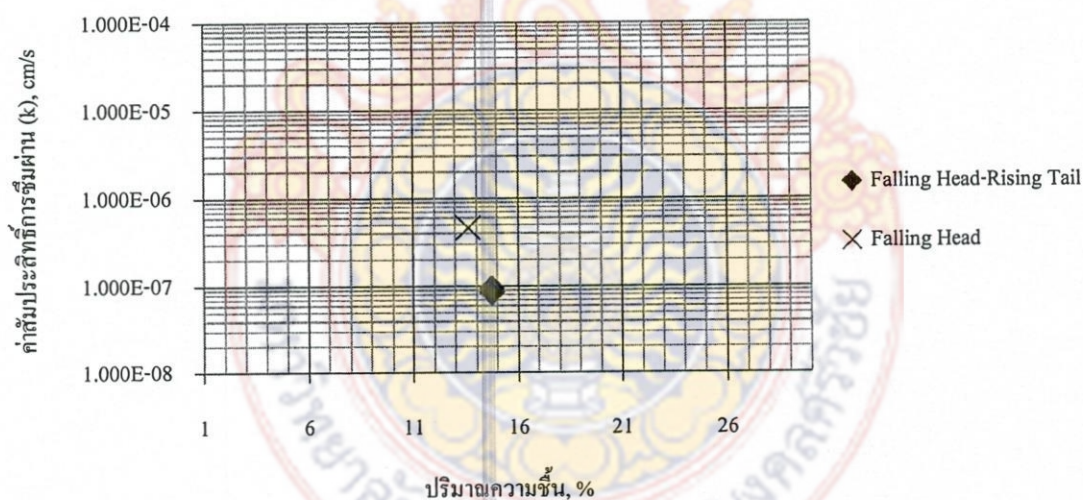 ค่าสัมประสิทธิ์การซึมผ่าน (k), cm/s
1.000E-04
1.000E-05
1.000E-06
1.000E-07
1.000E-08
1 6 11 16 21 26
ปริมาณความชื้น, %
Falling Head-Rising Tail
Falling Head